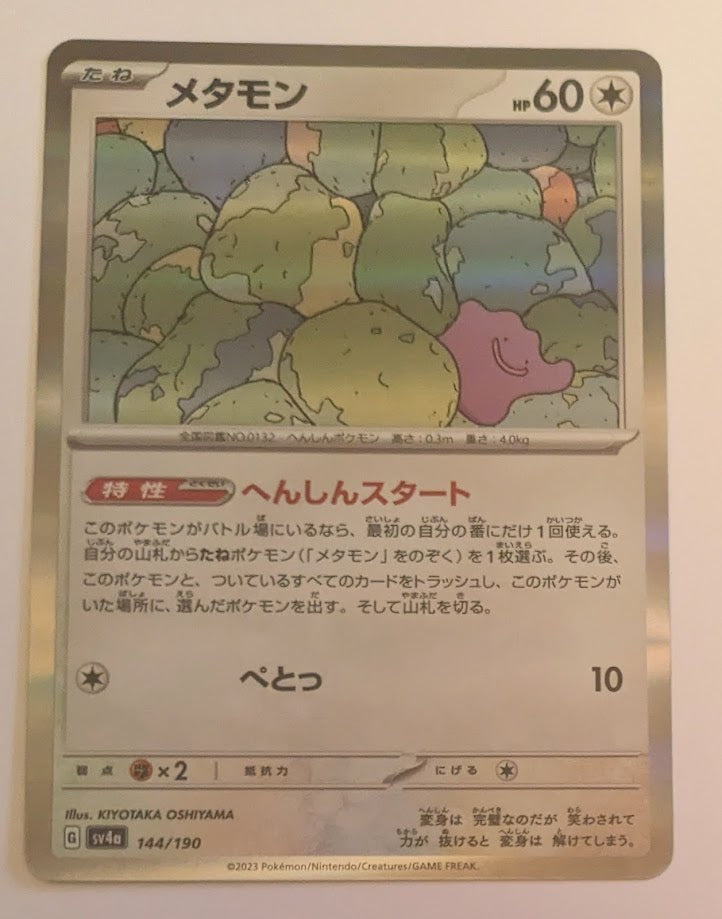 たね
メタモン
HP60
全国図鑑NO.0132 へんしんポケモン 高さ:0.3m 重さ:4.0kg
特性 とくせい へんしんスタート
このポケモンがバトル場にいるなら、最初の自分の番にだけ1回使える。
自分の山札からたねポケモン(「メタモン」をのぞく)を1枚選ぶ。その後、
このポケモンと、ついているすべてのカードをトラッシュし、このポケモンが
いた場所に、選んだポケモンを出す。そして山札を切る。
ぺとっ 10
弱点 ×2 抵抗力 にげる
Illus. KIYOTAKA OSHIYAMA
G sv4a 144/190
変身は 完璧なのだが 笑わされて
力が 抜けると 変身は 解けてしまう。
©2023 Pokémon/Nintendo/Creatures/GAME FREAK.